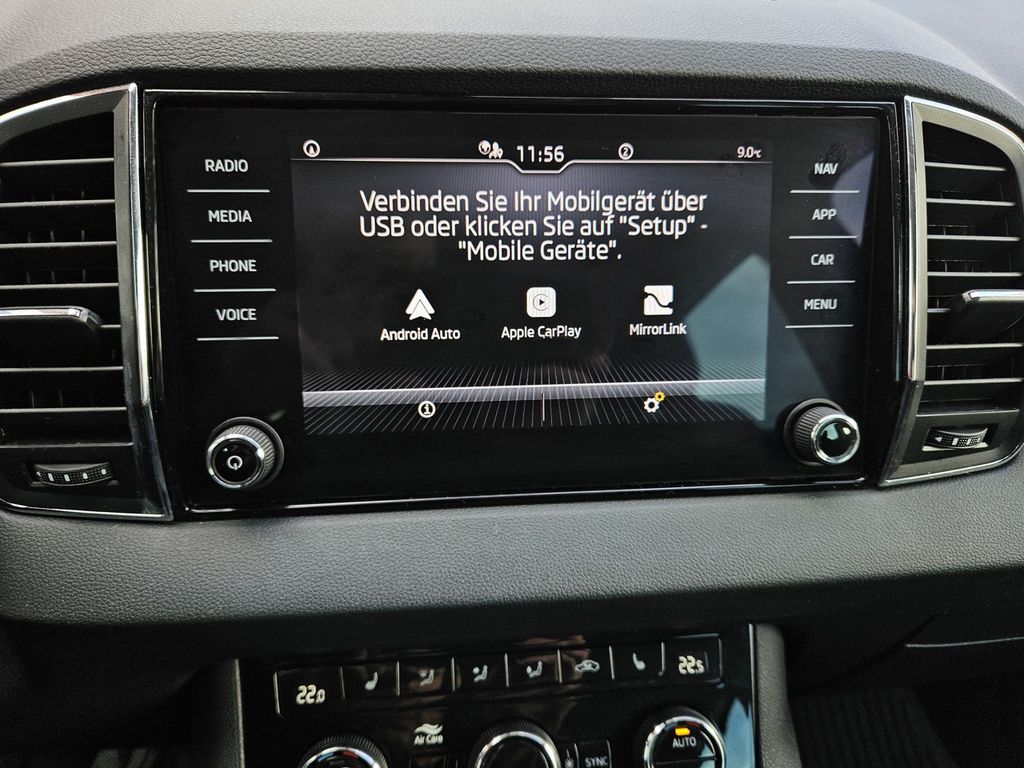 11:56
2
9.0°C
RADIO
MEDIA
PHONE
VOICE
Verbinden Sie Ihr Mobilgerät über
USB oder klicken Sie auf "Setup" -
"Mobile Geräte".
Android Auto
Apple CarPlay
MirrorLink
NAV
APP
CAR
MENU
22.0
22.5
Air Care
SYNC
AUTO